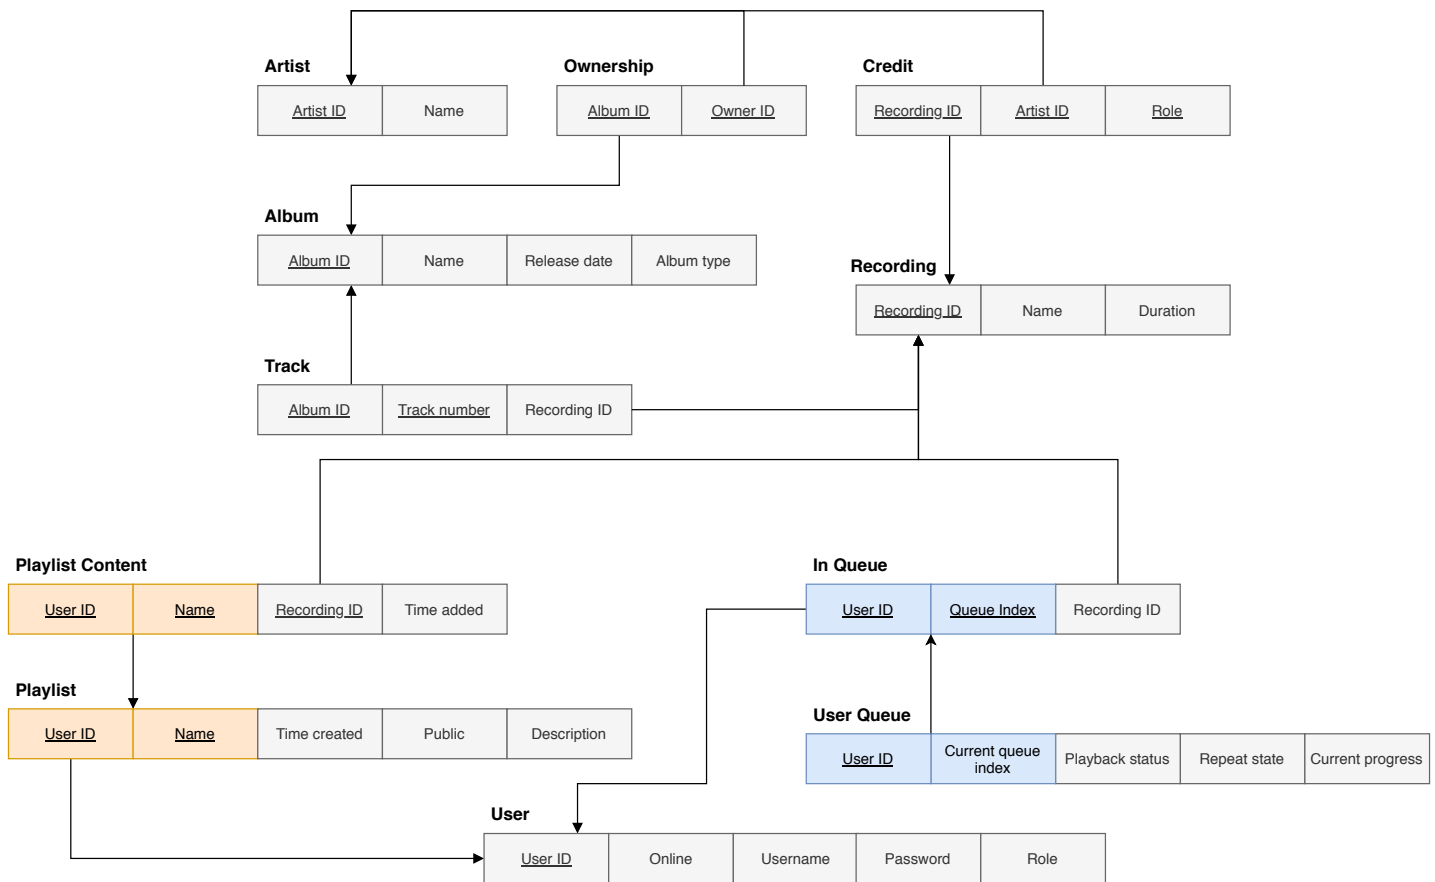 Artist
Artist ID
Name
Ownership
Album ID
Owner ID
Credit
Recording ID
Artist ID
Role
Album
Album ID
Name
Release date
Album type
Recording
Recording ID
Name
Duration
Track
Album ID
Track number
Recording ID
Playlist Content
User ID
Name
Recording ID
Time added
In Queue
User ID
Queue Index
Recording ID
Playlist
User ID
Name
Time created
Public
Description
User Queue
User ID
Current queue
index
Playback status
Repeat state
Current progress
User
User ID
Online
Username
Password
Role